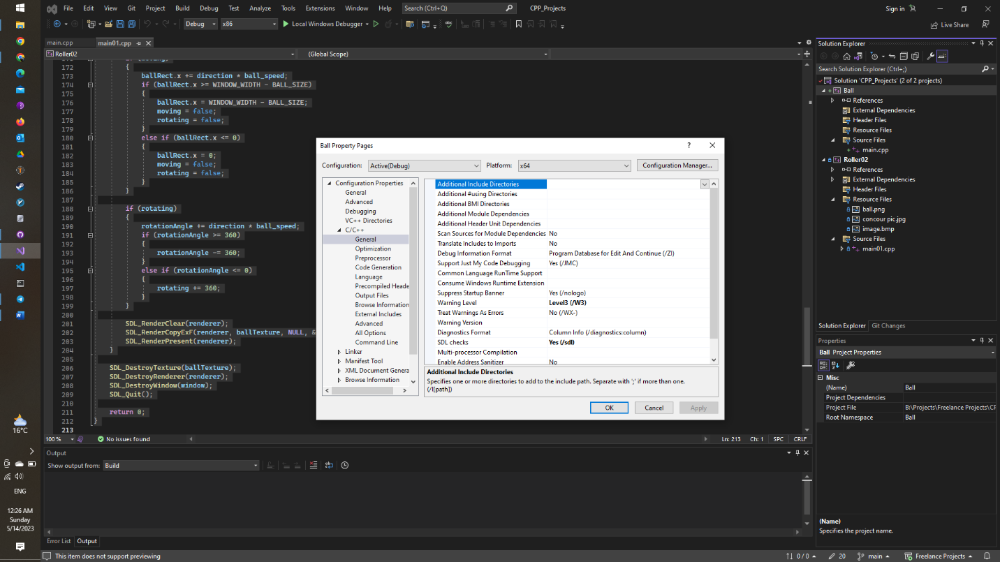 File Edit View Git Project Build Debug Test Analyze Tools Extensions Window Help Search (Ctrl+Q) CPP_Projects Sign in
Debug x86 Local Windows Debugger Live Share
main.cpp main01.cpp
Roller02 (Global Scope)
172 {
173 ballRect.x += direction * ball_speed;
174 if (ballRect.x >= WINDOW_WIDTH - BALL_SIZE)
175 {
176 ballRect.x = WINDOW_WIDTH - BALL_SIZE;
177 moving = false;
178 rotating = false;
179 }
180 else if (ballRect.x <= 0)
181 {
182 ballRect.x = 0;
183 moving = false;
184 rotating = false;
185 }
186 }
187
188 if (rotating)
189 {
190 rotationAngle += direction * ball_speed;
191 if (rotationAngle >= 360)
192 {
193 rotationAngle -= 360;
194 }
195 else if (rotationAngle <= 0)
196 {
197 rotating += 360;
198 }
199 }
200
201 SDL_RenderClear(renderer);
202 SDL_RenderCopyExF(renderer, ballTexture, NULL, &
203 SDL_RenderPresent(renderer);
204 }
205
206 SDL_DestroyTexture(ballTexture);
207 SDL_DestroyRenderer(renderer);
208 SDL_DestroyWindow(window);
209 SDL_Quit();
210
211 return 0;
212 }
213
100 % No issues found Ln: 213 Ch: 1 SPC CRLF
Ball Property Pages ?
Configuration: Active(Debug) Platform: x64 Configuration Manager...
Configuration Properties
General
Advanced
Debugging
VC++ Directories
C/C++
General
Optimization
Preprocessor
Code Generation
Language
Precompiled Heade
Output Files
Browse Information
External Includes
Advanced
All Options
Command Line
Linker
Manifest Tool
XML Document Genera
Browse Information
Additional Include Directories
Additional #using Directories
Additional BMI Directories
Additional Module Dependencies
Additional Header Unit Dependencies
Scan Sources for Module Dependencies No
Translate Includes to Imports No
Debug Information Format Program Database for Edit And Continue (/ZI)
Support Just My Code Debugging Yes (/JMC)
Common Language RunTime Support
Consume Windows Runtime Extension
Suppress Startup Banner Yes (/nologo)
Warning Level Level3 (/W3)
Treat Warnings As Errors No (/WX-)
Warning Version
Diagnostics Format Column Info (/diagnostics:column)
SDL checks Yes (/sdl)
Multi-processor Compilation
Enable Address Sanitizer No
Additional Include Directories
Specifies one or more directories to add to the include path. Separate with ';' if more than one.
(/I[path])
OK Cancel Apply
Solution Explorer
Search Solution Explorer (Ctrl+;)
Solution 'CPP_Projects' (2 of 2 projects)
Ball
References
External Dependencies
Header Files
Resource Files
Source Files
main.cpp
Roller02
References
External Dependencies
Header Files
Resource Files
ball.png
concour pic.jpg
image.bmp
Source Files
main01.cpp
Solution Explorer Git Changes
Properties
Ball Project Properties
Misc
(Name) Ball
Project Dependencies
Project File B:\Projects\Freelance Projects\CF
Root Namespace Ball
(Name)
Specifies the project name.
Output
Show output from: Build
Error List Output
This item does not support previewing 0 / 0 20 main Freelance Projects
16°C
ENG
12:26 AM
Sunday
5/14/2023